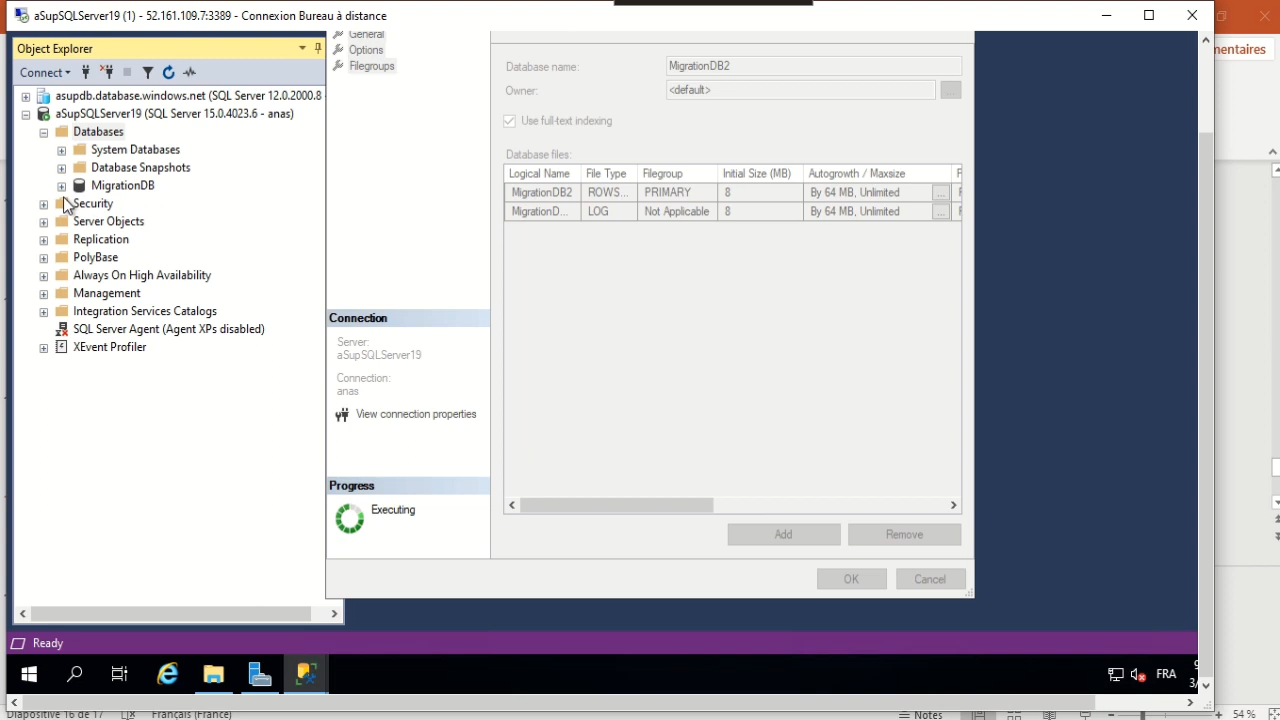 aSupSQLServer19 (1) - 52.161.109.7:3389 - Connexion Bureau à distance
entaires
Object Explorer
Connect
asupdb.database.windows.net (SQL Server 12.0.2000.8
aSupSQLServer19 (SQL Server 15.0.4023.6 - anas)
Databases
System Databases
Database Snapshots
MigrationDB
Security
Server Objects
Replication
PolyBase
Always On High Availability
Management
Integration Services Catalogs
SQL Server Agent (Agent XPs disabled)
XEvent Profiler
General
Options
Filegroups
Connection
Server:
aSupSQLServer19
Connection:
anas
View connection properties
Progress
Executing
Database name: MigrationDB2
Owner: <default>
Use full-text indexing
Database files:
Logical Name File Type Filegroup Initial Size (MB) Autogrowth / Maxsize
MigrationDB2 ROWS... PRIMARY 8 By 64 MB, Unlimited ...
MigrationD... LOG Not Applicable 8 By 64 MB, Unlimited ...
Add Remove
OK Cancel
Ready
FRA
Diapositive 16 de 17 Français (France) Notes 54 %